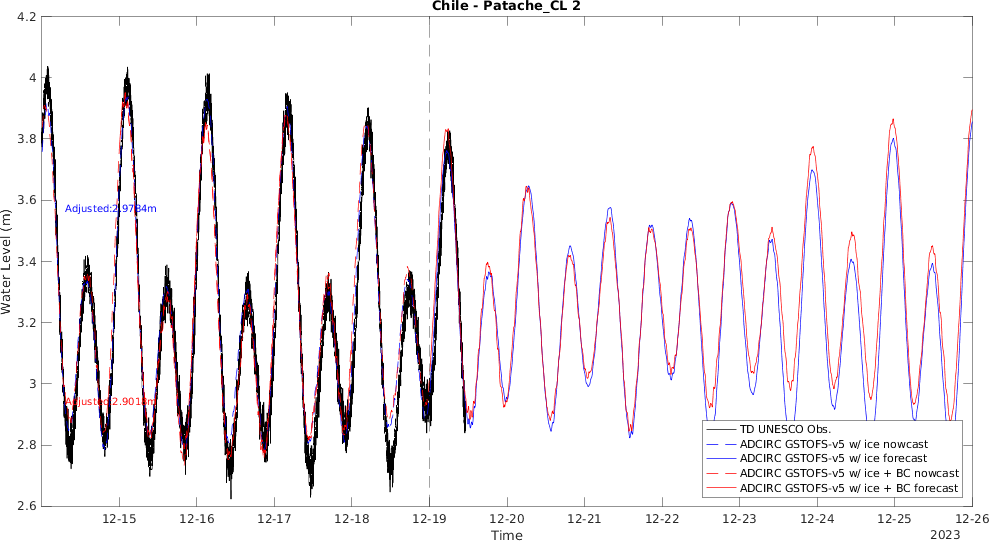 Chile - Patache_CL 2
4.2
4
3.8
3.6
3.4
3.2
3
2.8
2.6
Water Level (m)
Adjusted:2.9784m
Adjusted:2.9018m
TD UNESCO Obs.
ADCIRC GSTOFS-v5 w/ ice nowcast
ADCIRC GSTOFS-v5 w/ ice forecast
ADCIRC GSTOFS-v5 w/ ice + BC nowcast
ADCIRC GSTOFS-v5 w/ ice + BC forecast
12-15 12-16 12-17 12-18 12-19 12-20 12-21 12-22 12-23 12-24 12-25 12-26
Time
2023